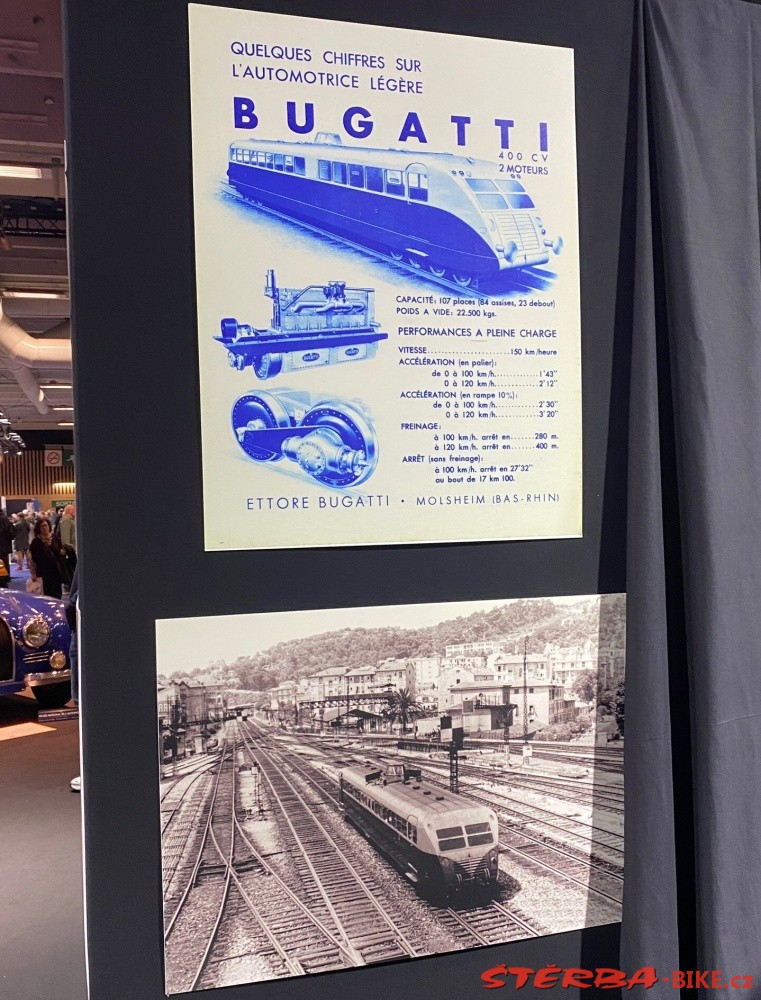 QUELQUES CHIFFRES SUR
L'AUTOMOTRICE LÉGÈRE
BUGATTI
400 CV
2 MOTEURS
CAPACITÉ: 107 places (84 assises, 23 debout)
POIDS A VIDE: 22.500 kgs.
PERFORMANCES A PLEINE CHARGE
VITESSE......................150 km/heure
ACCÉLÉRATION (en palier):
de 0 à 100 km/h............1'43"
0 à 120 km/h............2'12"
ACCÉLÉRATION (en rampe 10%):
de 0 à 100 km/h............2'30"
0 à 120 km/h............3'20"
FREINAGE:
à 100 km/h. arrêt en.......280 m.
à 120 km/h. arrêt en.......400 m.
ARRÊT (sans freinage):
à 100 km/h. arrêt en 27'32"
au bout de 17 km 100.
ETTORE BUGATTI • MOLSHEIM (BAS-RHIN)
ŠTĚRBA-BIKE.cz